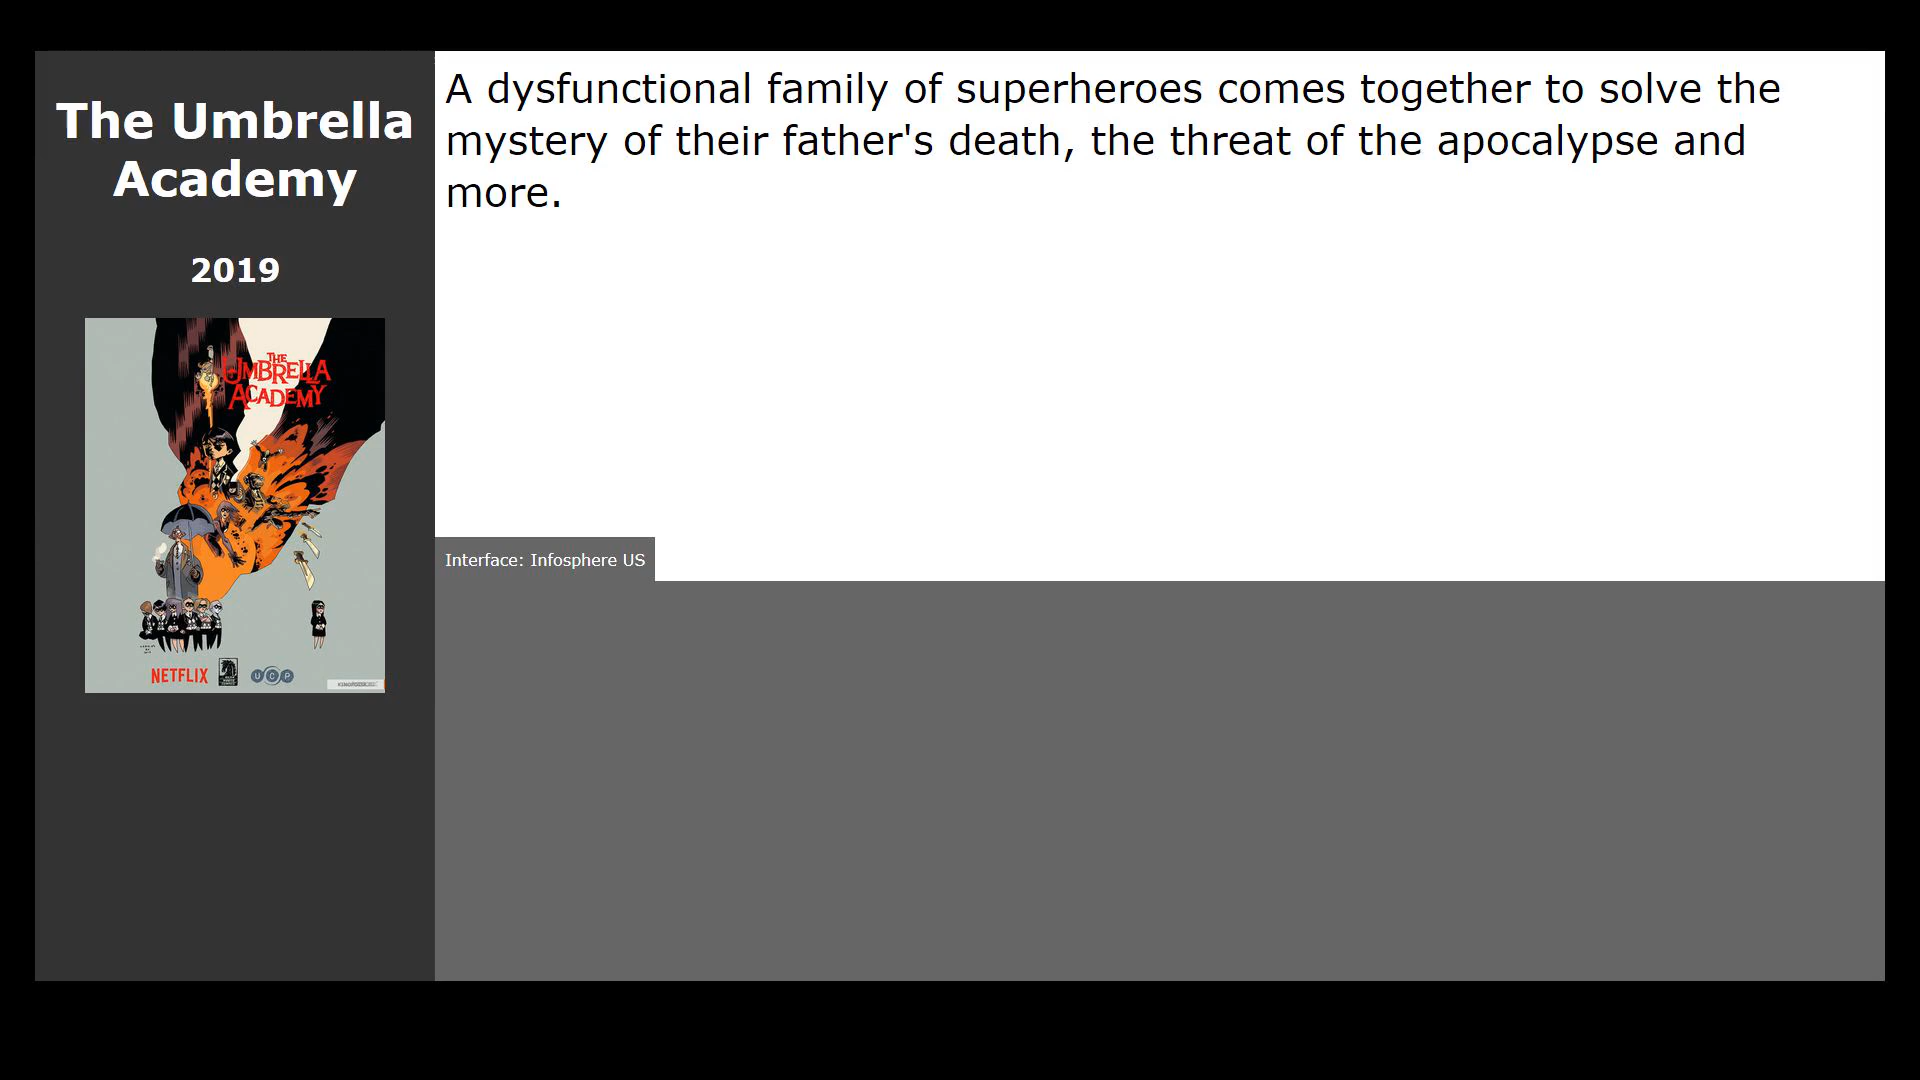 The Umbrella
Academy
2019
THE
UMBRELLA
ACADEMY
NETFLIX
UCP
A dysfunctional family of superheroes comes together to solve the
mystery of their father's death, the threat of the apocalypse and
more.
Interface: Infosphere US